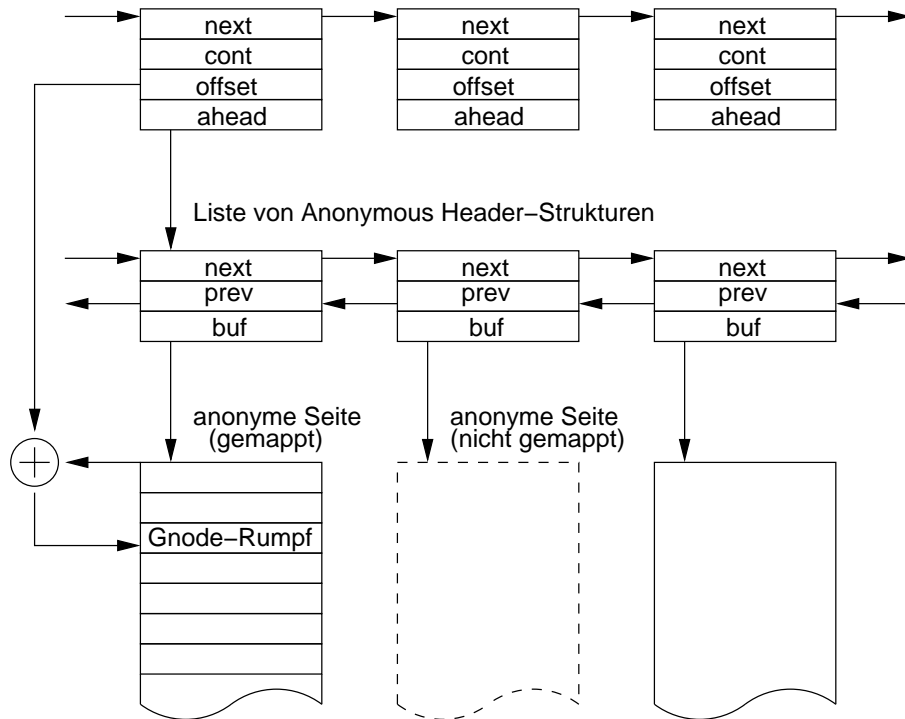 next next next
cont cont cont
offset offset offset
ahead ahead ahead
Liste von Anonymous Header−Strukturen
next next next
prev prev prev
buf buf buf
anonyme Seite anonyme Seite
(gemappt) (nicht gemappt)
Gnode−Rumpf